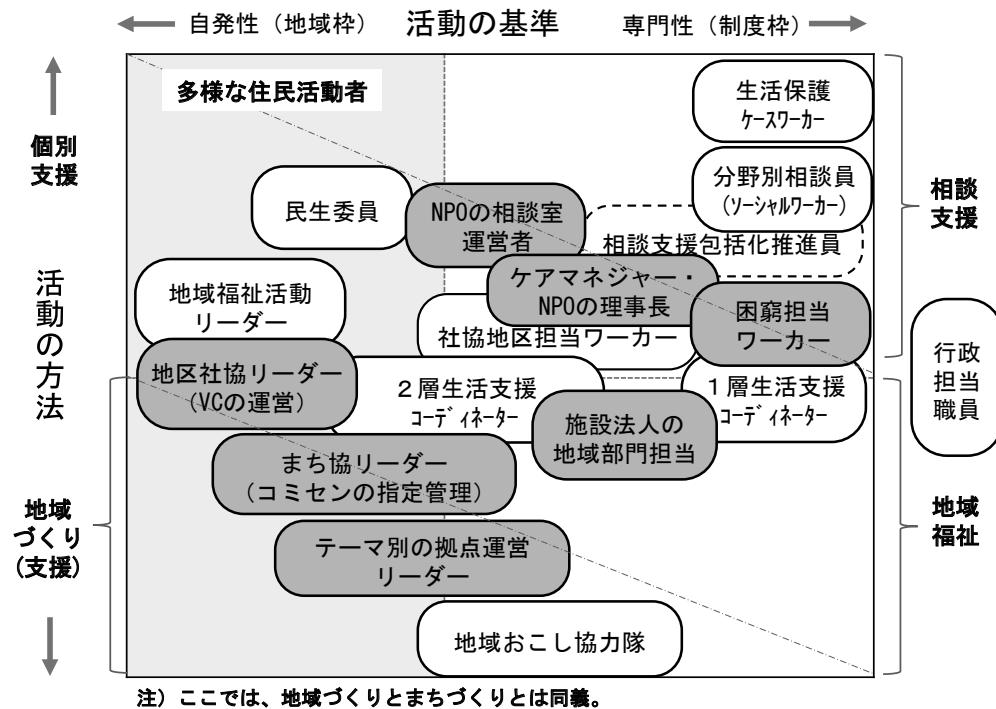 自発性（地域枠）
活動の基準
専門性（制度枠）
多様な住民活動者
生活保護
ｹｰｽﾜｰｶｰ
個別
支援
分野別相談員
(ｿｰｼｬﾙﾜｰｶｰ)
相談
支援
民生委員
NPOの相談室
運営者
相談支援包括化推進員
活動の方法
ケアマネジャー・
NPOの理事長
地域福祉活動
リーダー
困窮担当
ワーカー
社協地区担当ワーカー
行政
担当
職員
地区社協リーダー
(VCの運営)
２層生活支援
ｺｰﾃﾞｨﾈｰﾀｰ
１層生活支援
ｺｰﾃﾞｨﾈｰﾀｰ
施設法人の
地域部門担当
まち協リーダー
(コミセンの指定管理)
地域
づくり
(支援)
地域
福祉
テーマ別の拠点運営
リーダー
地域おこし協力隊
注）ここでは、地域づくりとまちづくりとは同義。